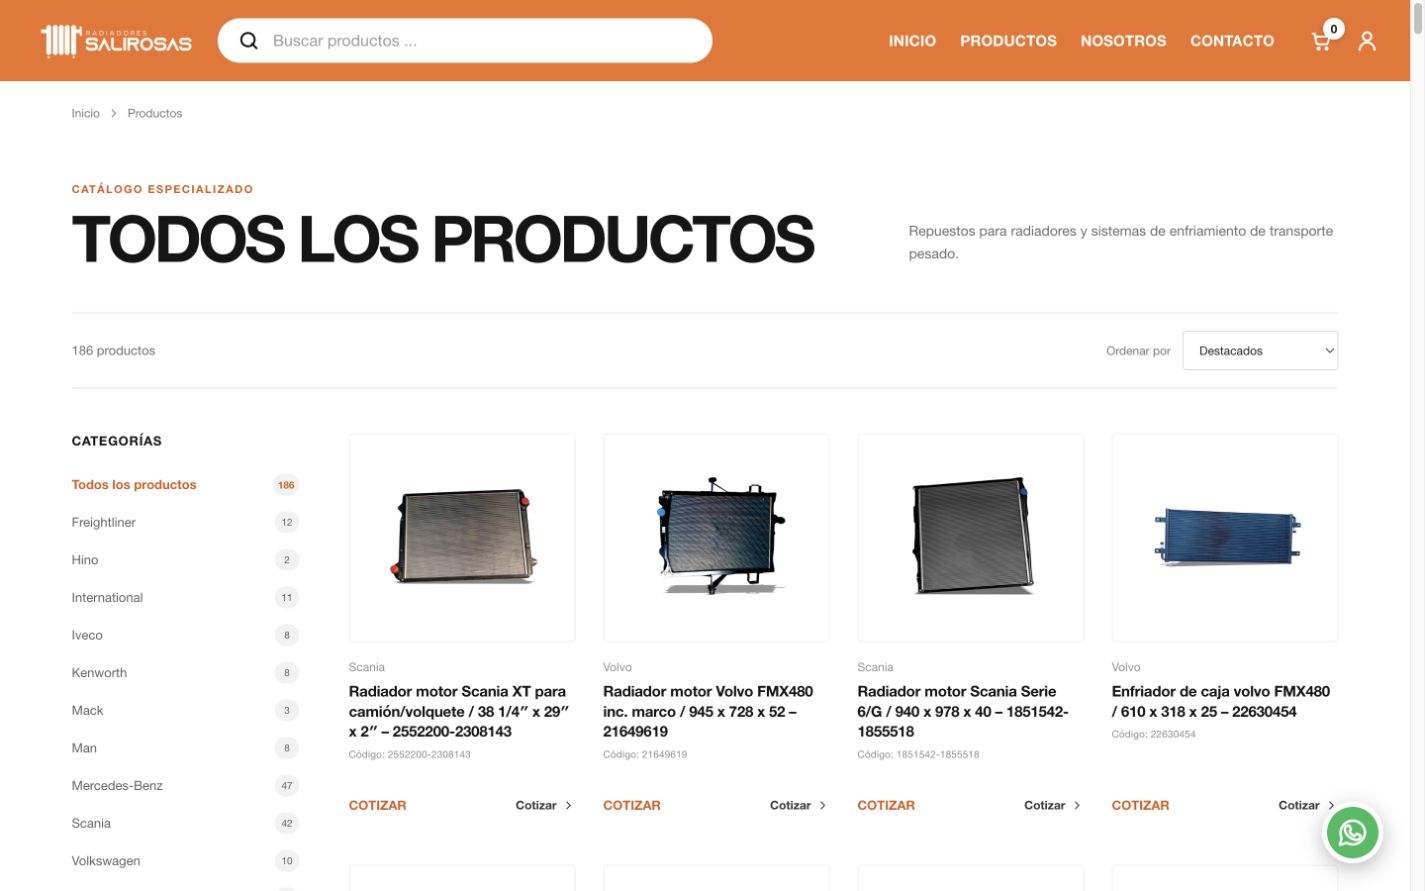 RADIADORES
SALIROSAS
Buscar productos ...
INICIO
PRODUCTOS
NOSOTROS
CONTACTO
0
Inicio
Productos
CATÁLOGO ESPECIALIZADO
TODOS LOS PRODUCTOS
Repuestos para radiadores y sistemas de enfriamiento de transporte
pesado.
186 productos
Ordenar por
Destacados
CATEGORÍAS
Todos los productos 186
Freightliner 12
Hino 2
International 11
Iveco 8
Kenworth 8
Mack 3
Man 8
Mercedes-Benz 47
Scania 42
Volkswagen 10
Scania
Radiador motor Scania XT para
camión/volquete / 38 1/4″ x 29″
x 2″ – 2552200-2308143
Código: 2552200-2308143
COTIZAR
Cotizar
Volvo
Radiador motor Volvo FMX480
inc. marco / 945 x 728 x 52 –
21649619
Código: 21649619
COTIZAR
Cotizar
Scania
Radiador motor Scania Serie
6/G / 940 x 978 x 40 – 1851542-
1855518
Código: 1851542-1855518
COTIZAR
Cotizar
Volvo
Enfriador de caja volvo FMX480
/ 610 x 318 x 25 – 22630454
Código: 22630454
COTIZAR
Cotizar